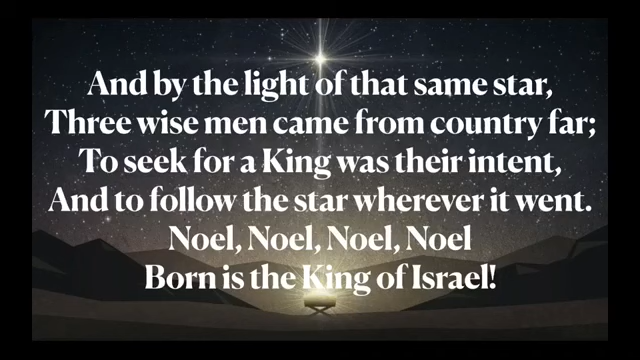 And by the light of that same star,
Three wise men came from country far;
To seek for a King was their intent,
And to follow the star wherever it went.
Noel, Noel, Noel, Noel
Born is the King of Israel!